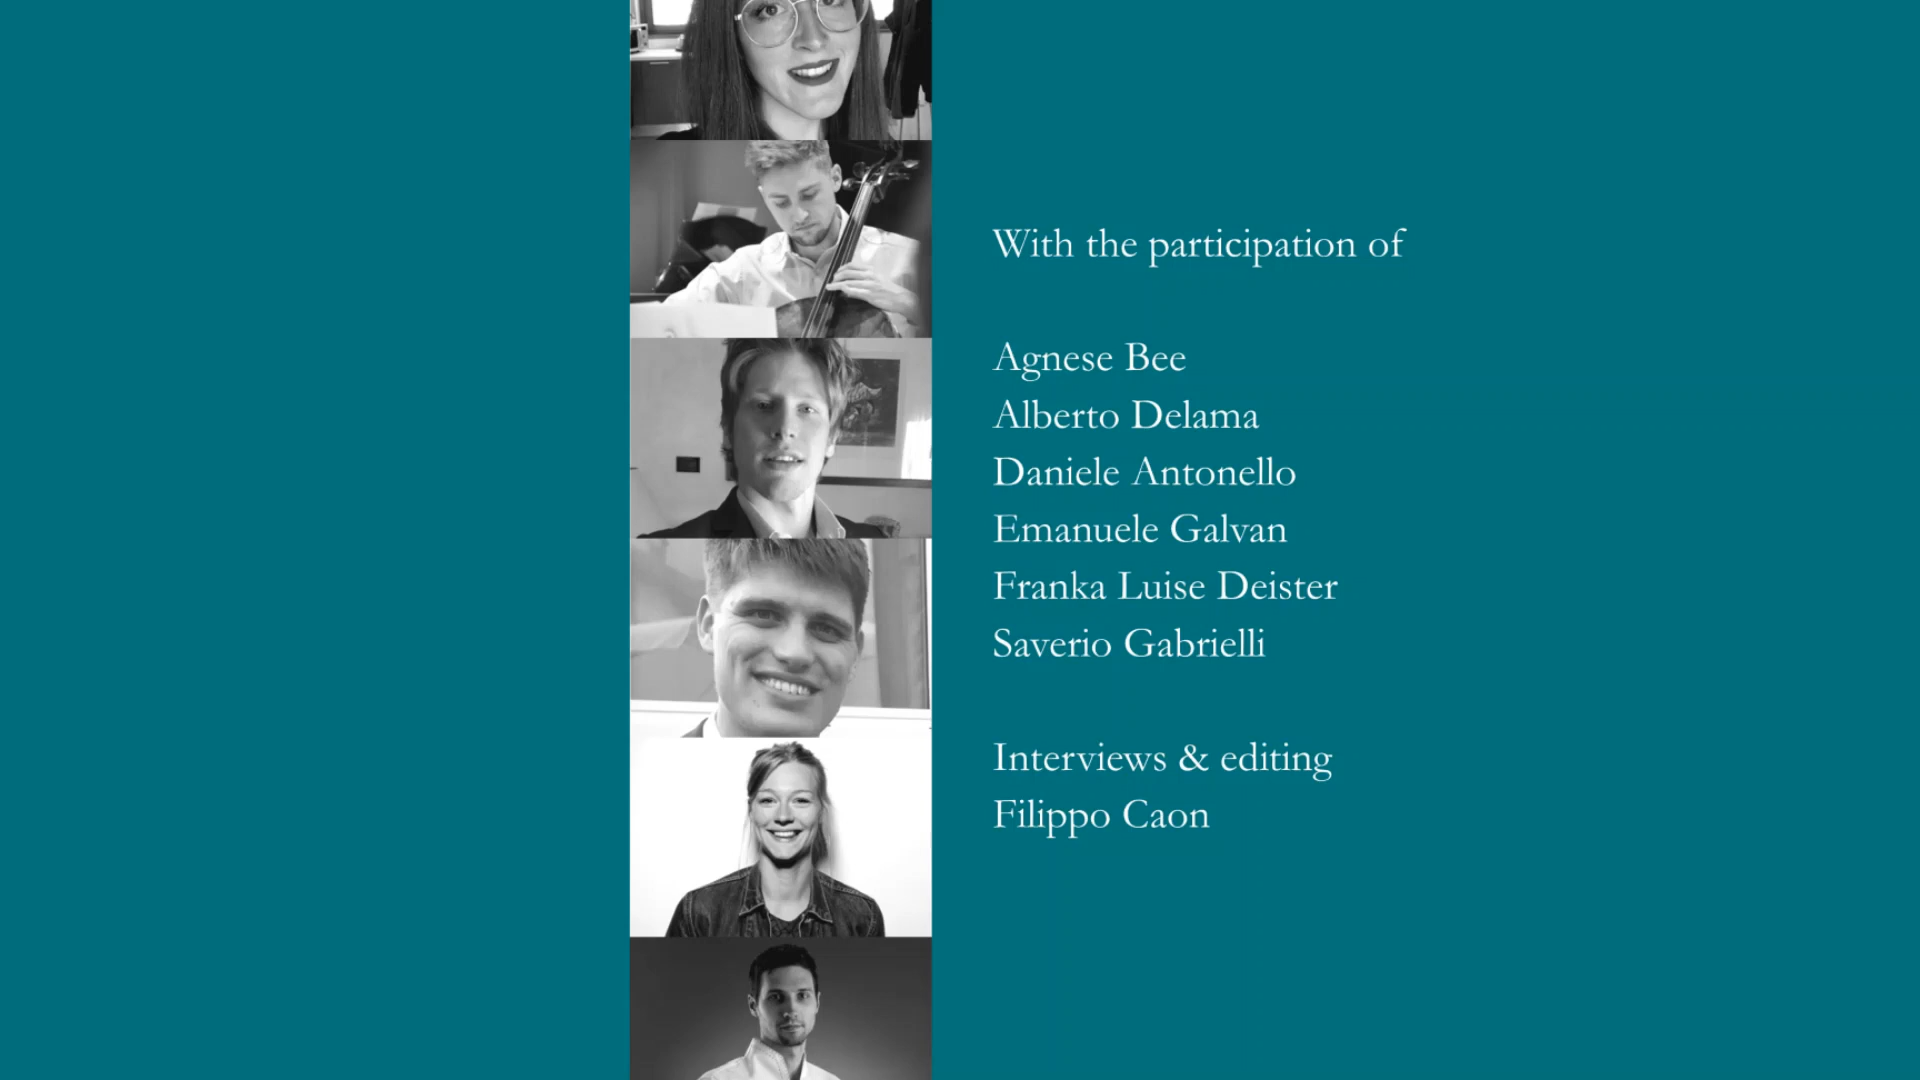 With the participation of
Agnese Bee
Alberto Delama
Daniele Antonello
Emanuele Galvan
Franka Luise Deister
Saverio Gabrielli
Interviews & editing
Filippo Caon